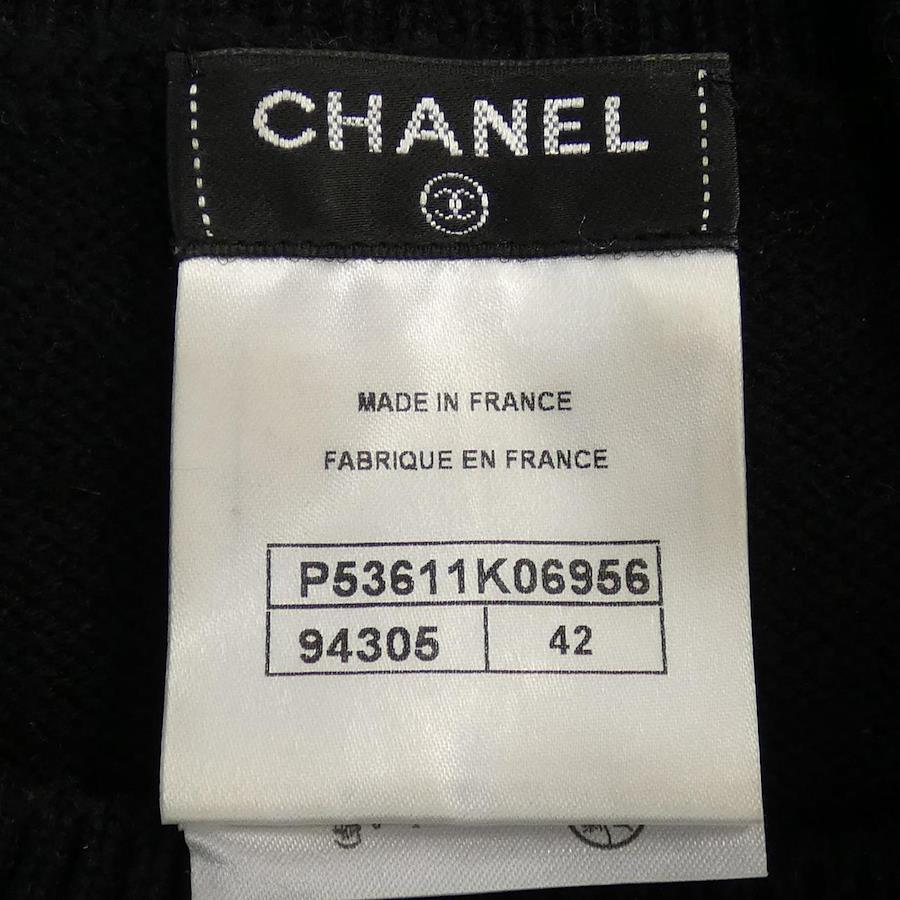 CHANEL
MADE IN FRANCE
FABRIQUE EN FRANCE
P53611K06956
94305 42